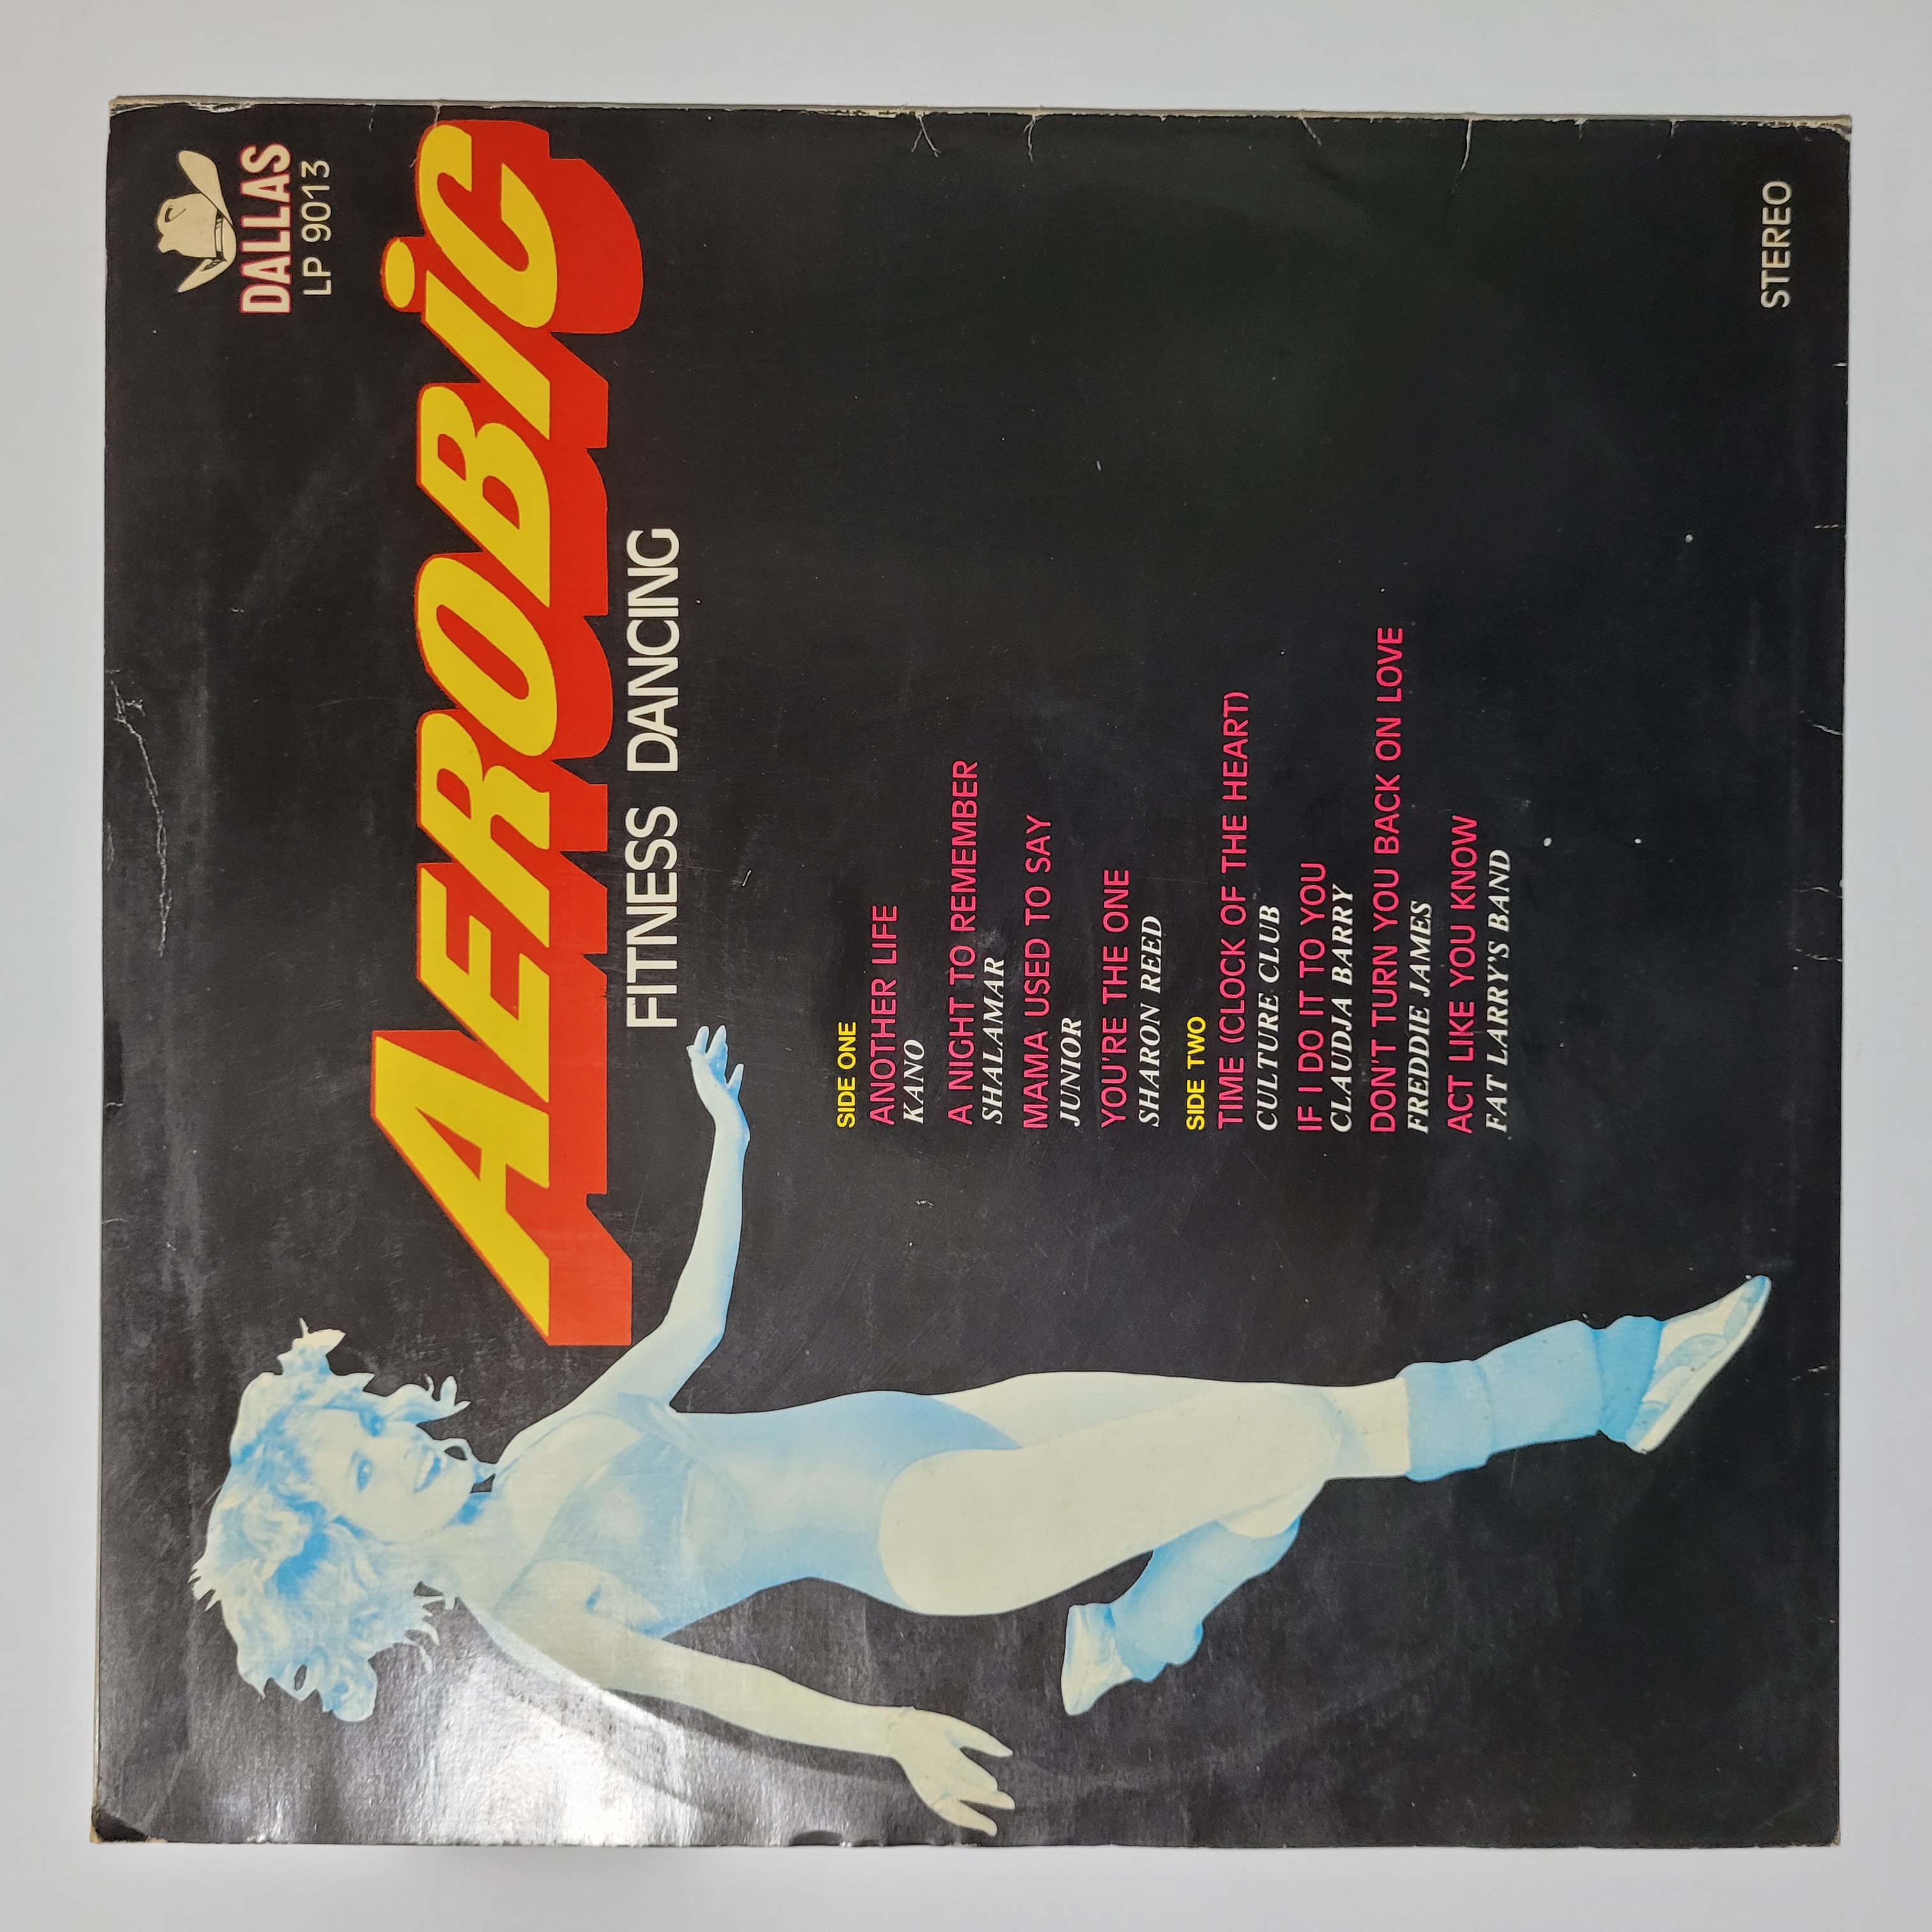 DALLAS
LP 9013
AEROBiC
FITNESS DANCING
SIDE ONE
ANOTHER LIFE
KANO
A NIGHT TO REMEMBER
SHALAMAR
MAMA USED TO SAY
JUNIOR
YOU'RE THE ONE
SHARON REED
SIDE TWO
TIME (CLOCK OF THE HEART)
CULTURE CLUB
IF I DO IT TO YOU
CLAUDJA BARRY
DON'T TURN YOU BACK ON LOVE
FREDDIE JAMES
ACT LIKE YOU KNOW
FAT LARRY'S BAND
STEREO